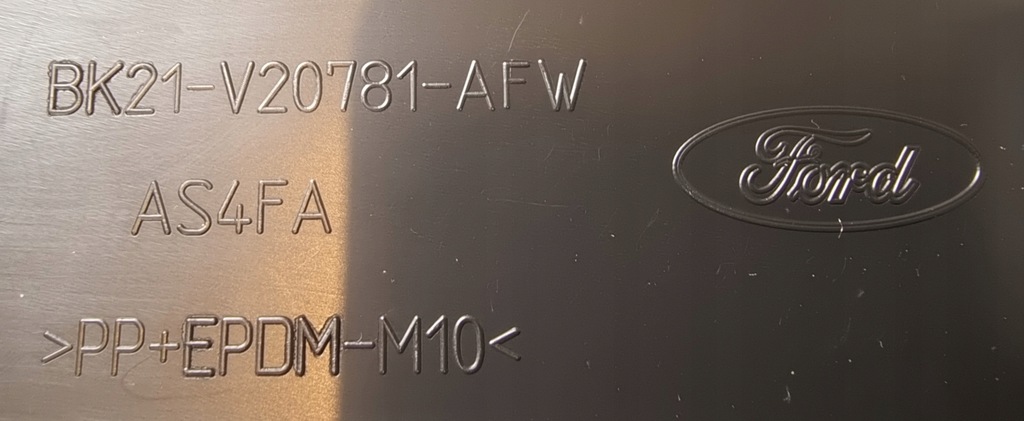 BK21-V20781-AFW
Ford
AS4FA
>PP+EPDM-M10<